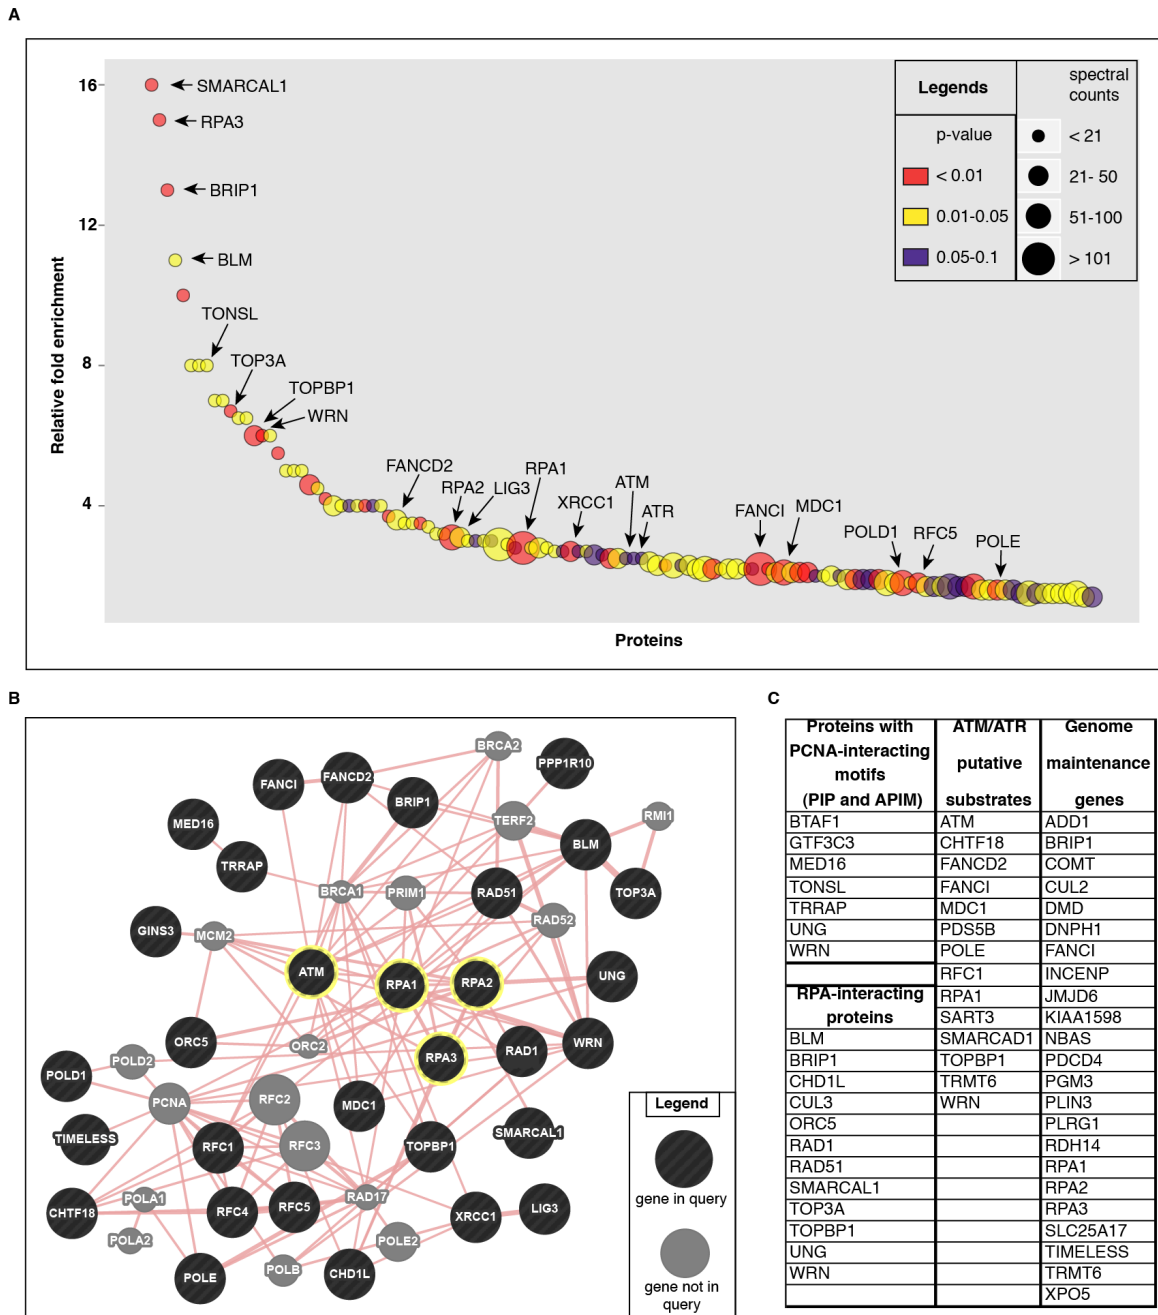 A
16
12
8
4
Relative fold enrichment
Proteins
SMARCAL1
RPA3
BRIP1
BLM
TONSL
TOP3A
TOPBP1
WRN
FANCD2
RPA2
LIG3
RPA1
XRCC1
ATM
ATR
FANCI
MDC1
POLD1
RFC5
POLE
Legends
spectral
counts
p-value
< 0.01
0.01-0.05
0.05-0.1
< 21
21- 50
51-100
> 101
B
BRCA2
PPP1R10
FANCI
FANCD2
BRIP1
MED16
TERF2
RMI1
BLM
TRRAP
BRCA1
PRIM1
RAD51
TOP3A
GINS3
MCM2
RAD52
ATM
RPA1
RPA2
UNG
ORC5
ORC2
RPA3
RAD1
WRN
POLD1
POLD2
PCNA
RFC2
MDC1
TIMELESS
RFC1
RFC3
TOPBP1
SMARCAL1
CHTF18
POLA1
RFC4
RFC5
RAD17
XRCC1
LIG3
POLA2
POLE
POLB
POLE2
CHD1L
Legend
gene in query
gene not in
query
C
Proteins with
PCNA-interacting
motifs
(PIP and APIM)
BTAF1
GTF3C3
MED16
TONSL
TRRAP
UNG
WRN
RPA-interacting
proteins
BLM
BRIP1
CHD1L
CUL3
ORC5
RAD1
RAD51
SMARCAL1
TOP3A
TOPBP1
UNG
WRN
ATM/ATR
putative
substrates
ATM
CHTF18
FANCD2
FANCI
MDC1
PDS5B
POLE
RFC1
RPA1
SART3
SMARCAD1
TOPBP1
TRMT6
WRN
Genome
maintenance
genes
ADD1
BRIP1
COMT
CUL2
DMD
DNPH1
FANCI
INCENP
JMJD6
KIAA1598
NBAS
PDCD4
PGM3
PLIN3
PLRG1
RDH14
RPA1
RPA2
RPA3
SLC25A17
TIMELESS
TRMT6
XPO5